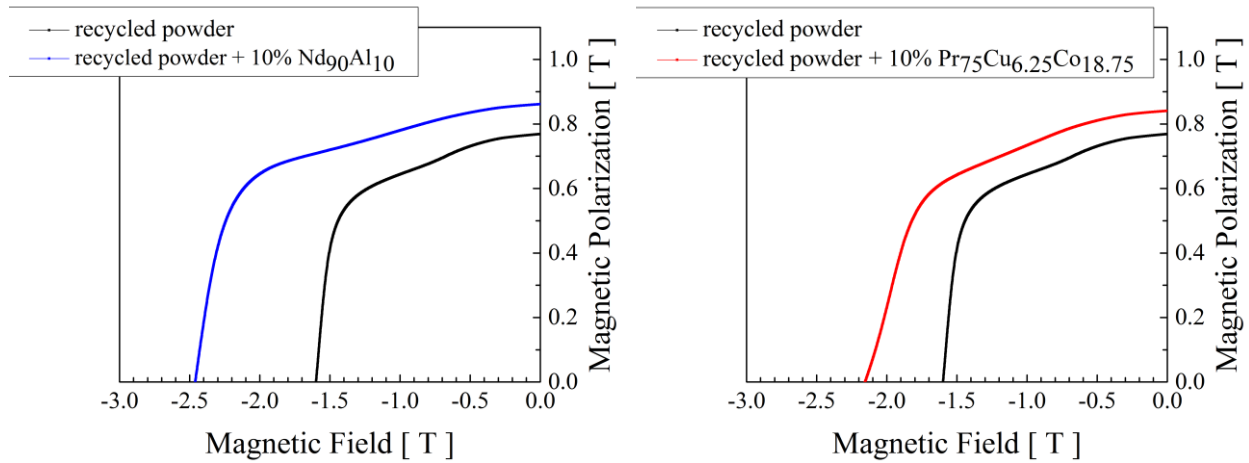 recycled powder
recycled powder + 10% Nd90Al10
1.0
0.8
0.6
0.4
0.2
0.0
Magnetic Polarization [ T ]
-3.0 -2.5 -2.0 -1.5 -1.0 -0.5 0.0
Magnetic Field [ T ]
recycled powder
recycled powder + 10% Pr75Cu6.25Co18.75
1.0
0.8
0.6
0.4
0.2
0.0
Magnetic Polarization [ T ]
-3.0 -2.5 -2.0 -1.5 -1.0 -0.5 0.0
Magnetic Field [ T ]